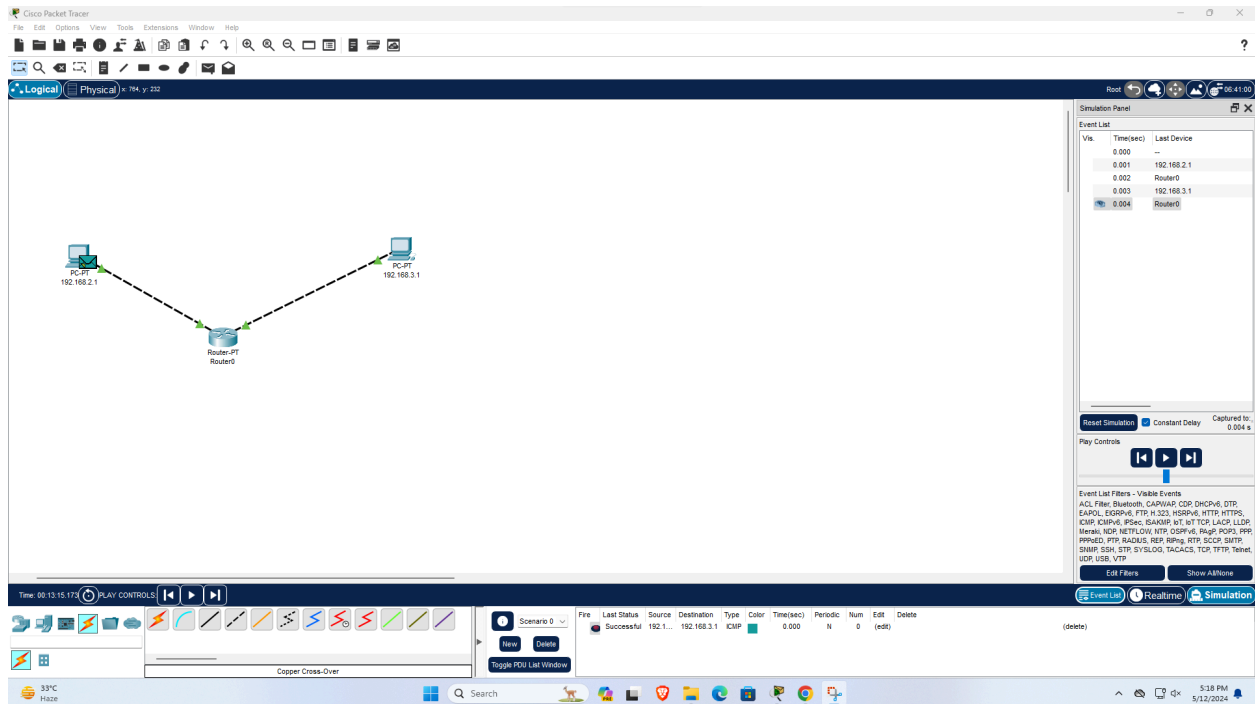 Cisco Packet Tracer
File Edit Options View Tools Extensions Window Help
?
Logical Physical x: 764, y: 232 Root 06:41:00
Simulation Panel
Event List
Vis. Time(sec) Last Device
0.000 --
0.001 192.168.2.1
0.002 Router0
0.003 192.168.3.1
0.004 Router0
PC-PT
192.168.2.1
PC-PT
192.168.3.1
Router-PT
Router0
Reset Simulation Constant Delay Captured to:
0.004 s
Play Controls
Event List Filters - Visible Events
ACL Filter, Bluetooth, CAPWAP, CDP, DHCPv6, DTP,
EAPOL, EIGRPv6, FTP, H.323, HSRPv6, HTTP, HTTPS,
ICMP, ICMPv6, IPSec, ISAKMP, IoT, IoT TCP, LACP, LLDP,
Meraki, NDP, NETFLOW, NTP, OSPFv6, PAgP, POP3, PPP,
PPPoED, PTP, RADIUS, REP, RIPng, RTP, SCCP, SMTP,
SNMP, SSH, STP, SYSLOG, TACACS, TCP, TFTP, Telnet,
UDP, USB, VTP
Edit Filters Show All/None
Time: 00:13:15.173 PLAY CONTROLS: Event List Realtime Simulation
Scenario 0
New Delete
Toggle PDU List Window
Fire Last Status Source Destination Type Color Time(sec) Periodic Num Edit Delete
Successful 192.1... 192.168.3.1 ICMP 0.000 N 0 (edit) (delete)
Copper Cross-Over
33°C
Haze
Search
PRE
5:18 PM
5/12/2024